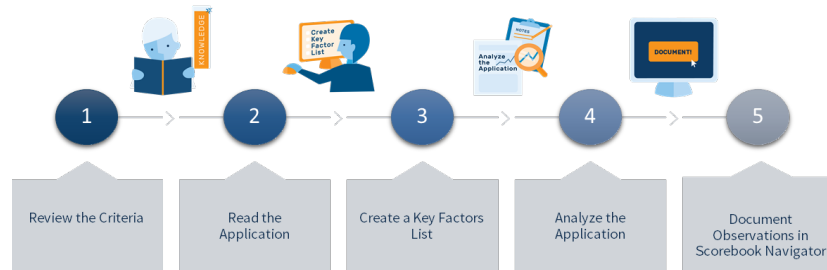 KNOWLEDGE
Create
Key
Factor
List
NOTES
Analyze
the
Application
DOCUMENT!
1
2
3
4
5
Review the Criteria
Read the
Application
Create a Key Factors
List
Analyze the
Application
Document
Observations in
Scorebook Navigator